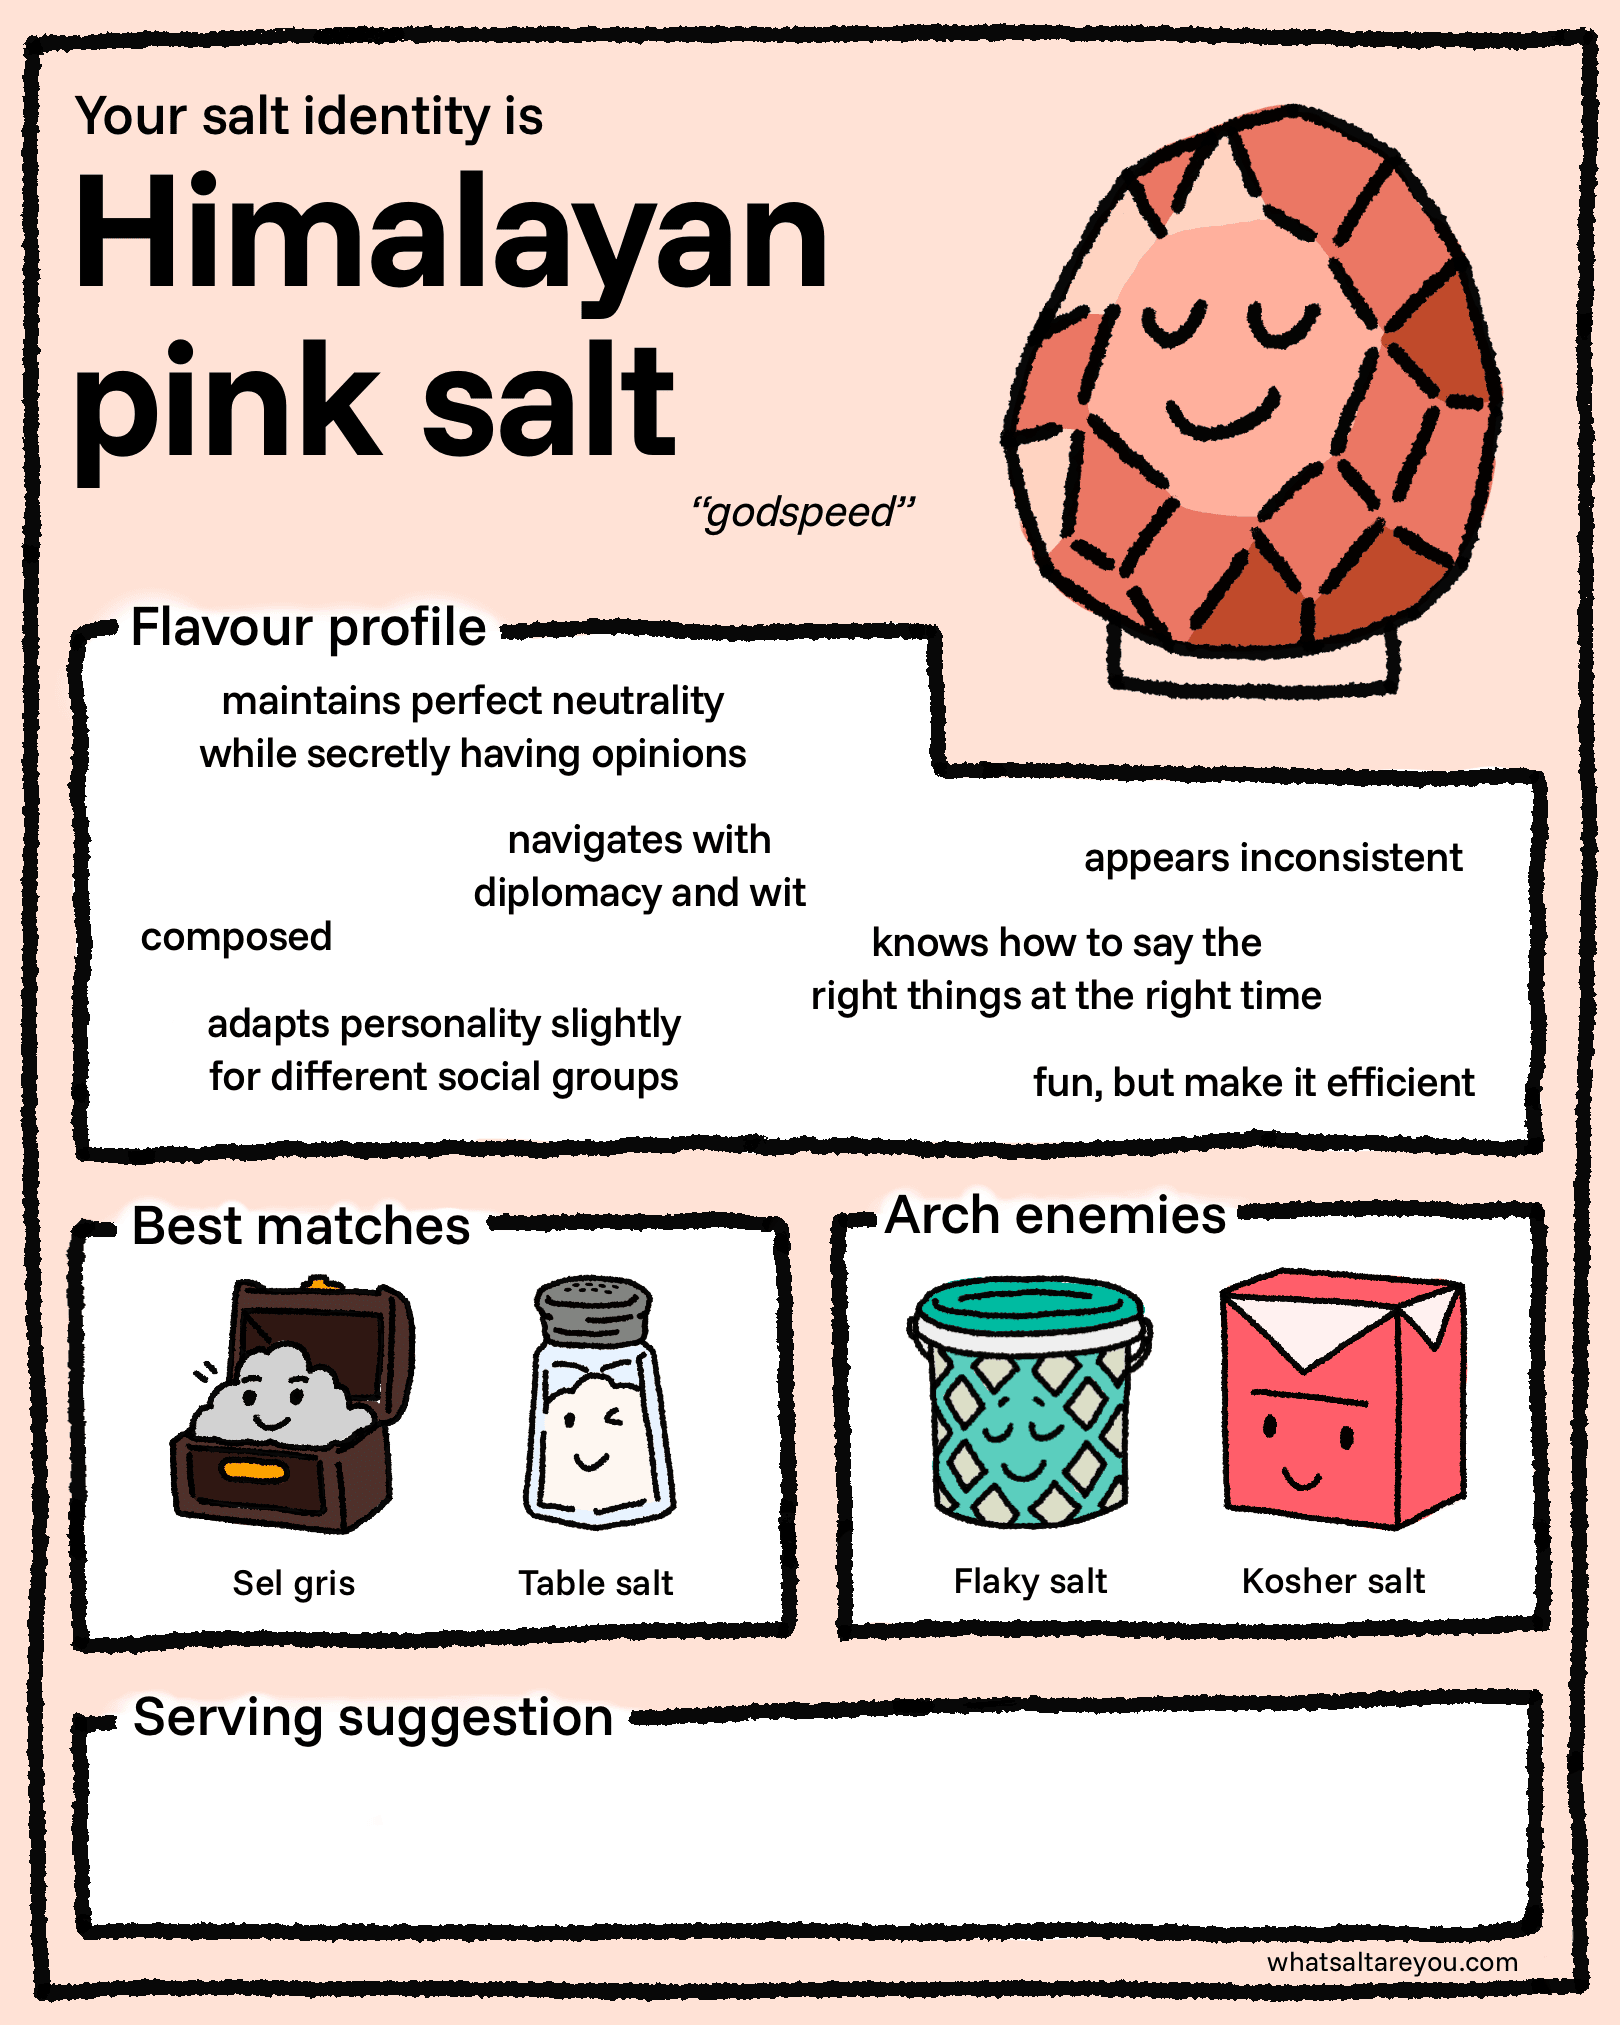 Your salt identity is
Himalayan
pink salt
“godspeed”
Flavour profile
maintains perfect neutrality
while secretly having opinions
navigates with
diplomacy and wit
appears inconsistent
composed
knows how to say the
right things at the right time
adapts personality slightly
for different social groups
fun, but make it efficient
Best matches
Sel gris
Table salt
Arch enemies
Flaky salt
Kosher salt
Serving suggestion
whatsaltareyou.com